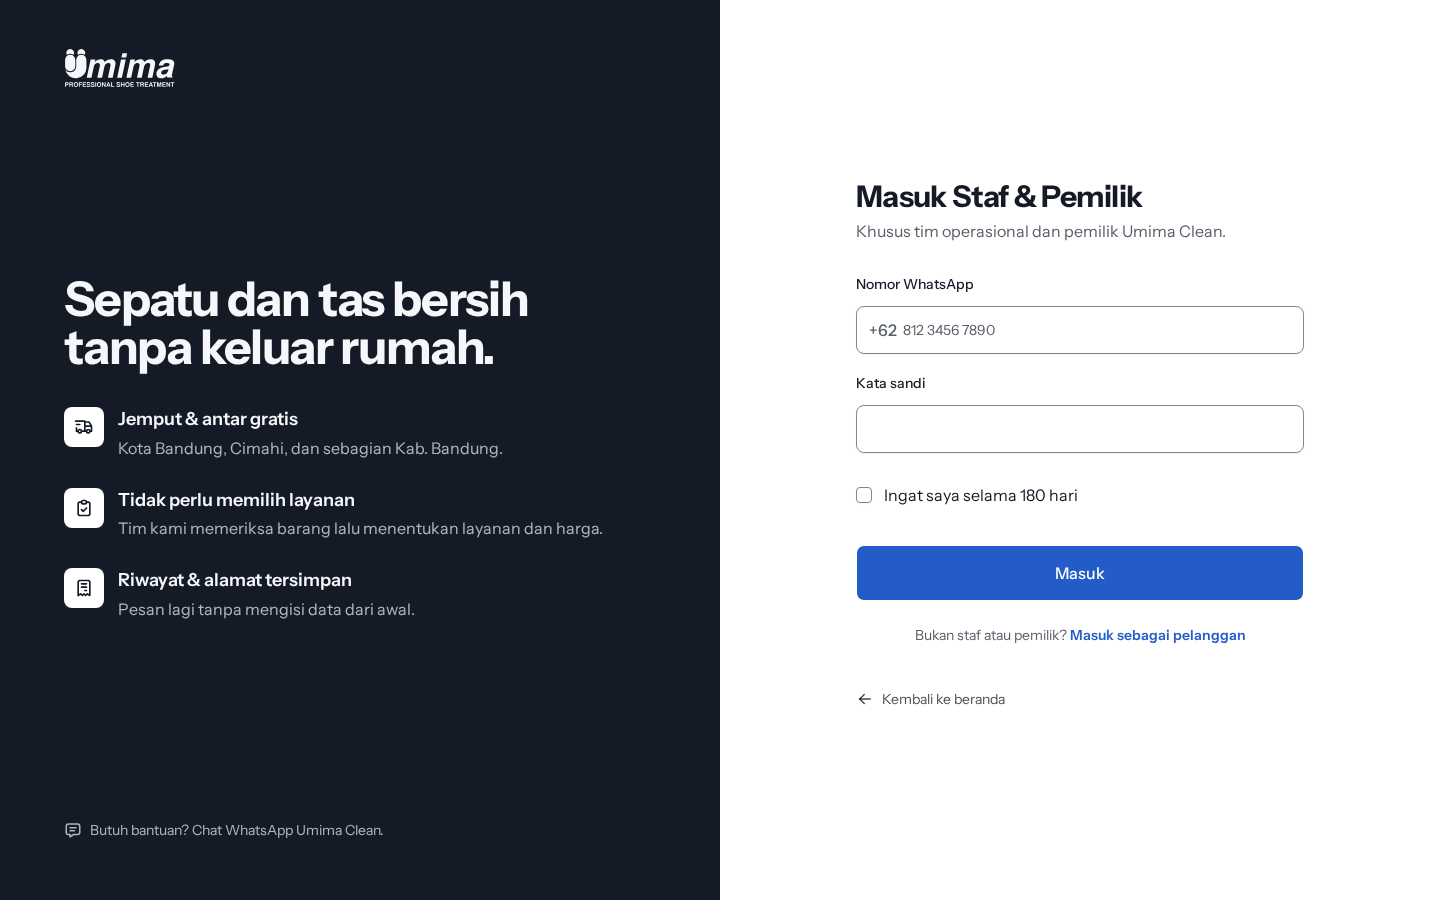 Umima
PROFESSIONAL SHOE TREATMENT
Sepatu dan tas bersih
tanpa keluar rumah.
Jemput & antar gratis
Kota Bandung, Cimahi, dan sebagian Kab. Bandung.
Tidak perlu memilih layanan
Tim kami memeriksa barang lalu menentukan layanan dan harga.
Riwayat & alamat tersimpan
Pesan lagi tanpa mengisi data dari awal.
Butuh bantuan? Chat WhatsApp Umima Clean.
Masuk Staf & Pemilik
Khusus tim operasional dan pemilik Umima Clean.
Nomor WhatsApp
+62 812 3456 7890
Kata sandi
Ingat saya selama 180 hari
Masuk
Bukan staf atau pemilik? Masuk sebagai pelanggan
Kembali ke beranda